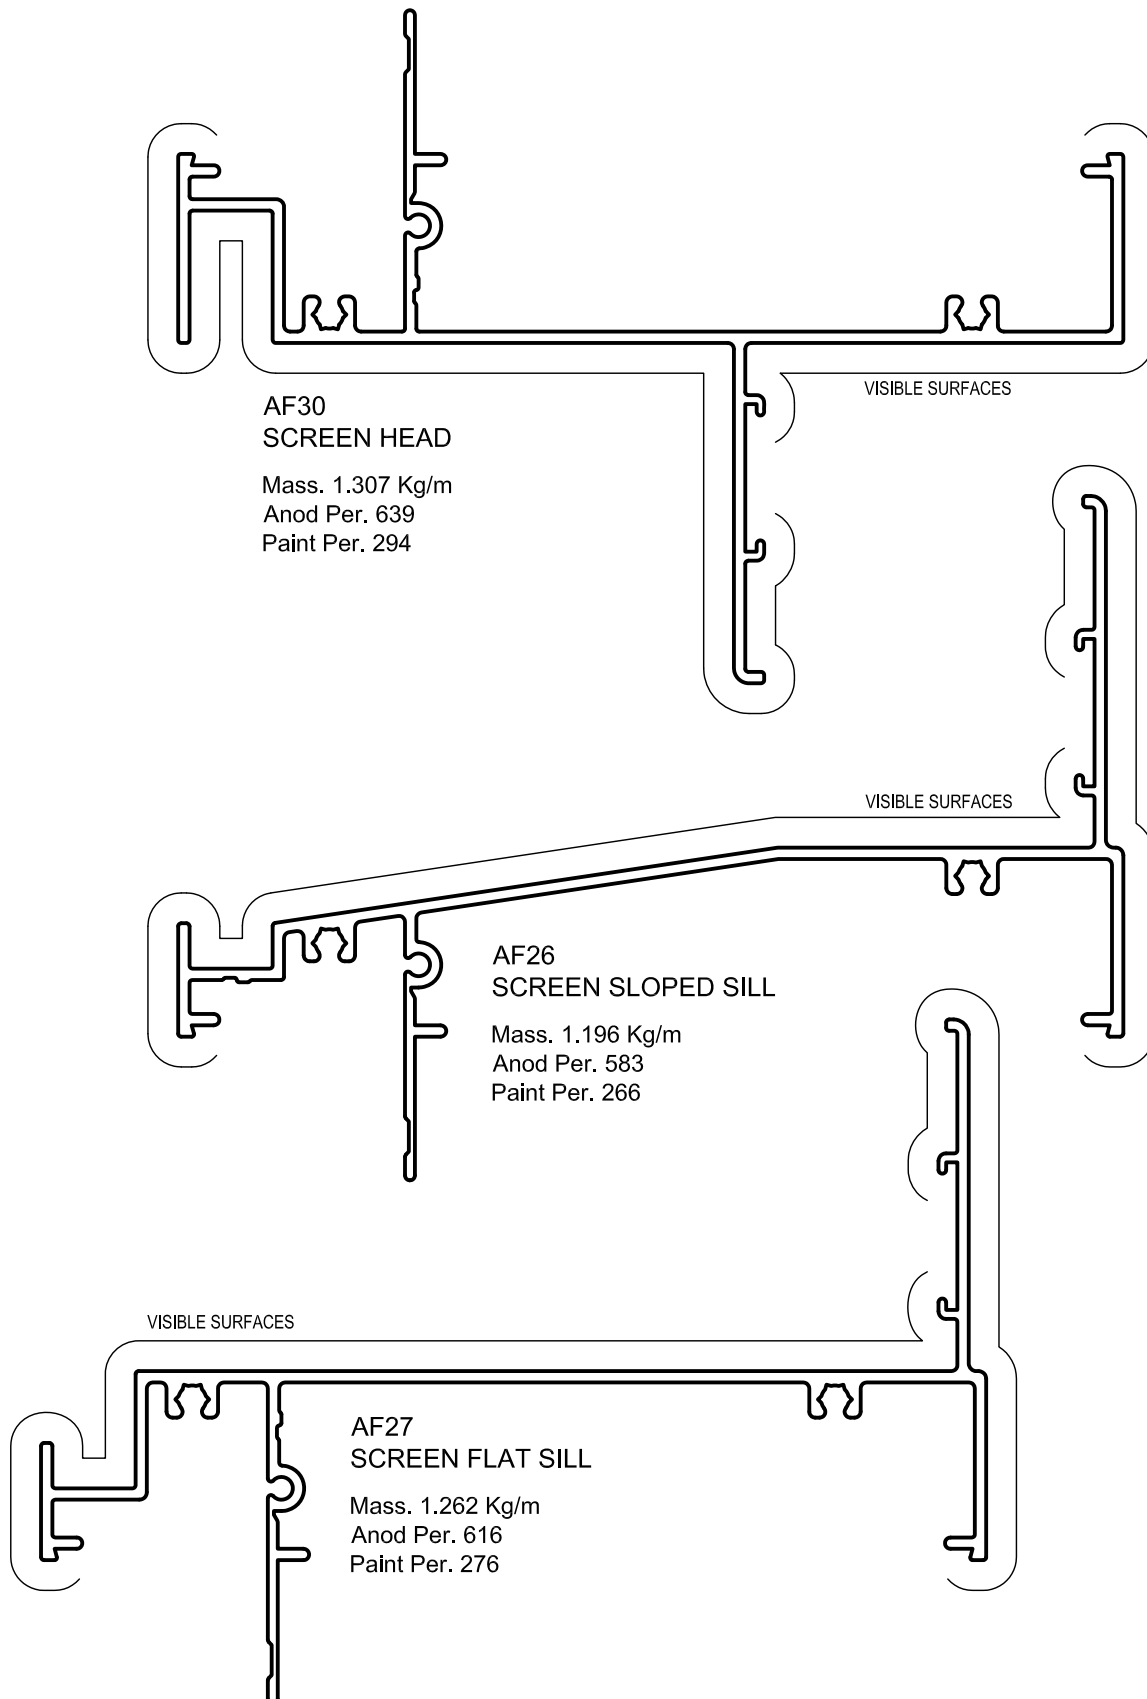 VISIBLE SURFACES
AF30
SCREEN HEAD
Mass. 1.307 Kg/m
Anod Per. 639
Paint Per. 294
VISIBLE SURFACES
AF26
SCREEN SLOPED SILL
Mass. 1.196 Kg/m
Anod Per. 583
Paint Per. 266
VISIBLE SURFACES
AF27
SCREEN FLAT SILL
Mass. 1.262 Kg/m
Anod Per. 616
Paint Per. 276